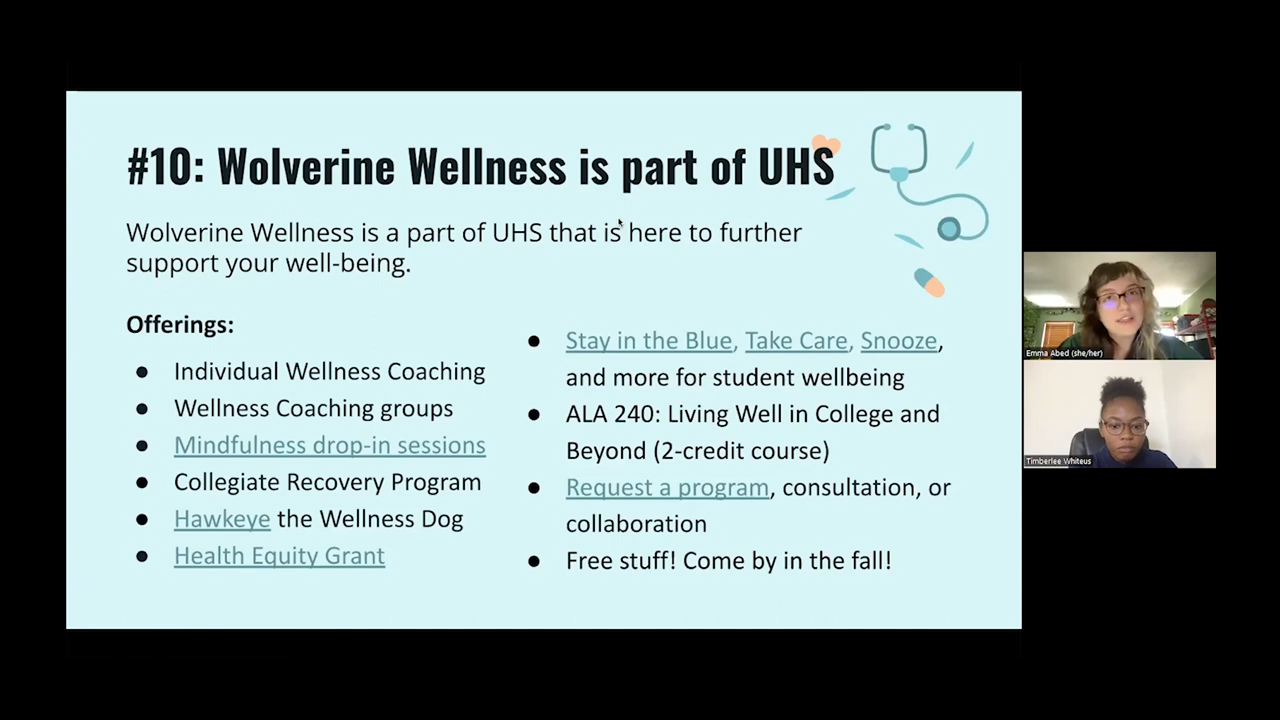 #10: Wolverine Wellness is part of UHS
Wolverine Wellness is a part of UHS that is here to further
support your well-being.
Offerings:
● Individual Wellness Coaching
● Wellness Coaching groups
● Mindfulness drop-in sessions
● Collegiate Recovery Program
● Hawkeye the Wellness Dog
● Health Equity Grant
● Stay in the Blue, Take Care, Snooze,
and more for student wellbeing
● ALA 240: Living Well in College and
Beyond (2-credit course)
● Request a program, consultation, or
collaboration
● Free stuff! Come by in the fall!
Emma Abed (she/her)
Timberlee Whiteus